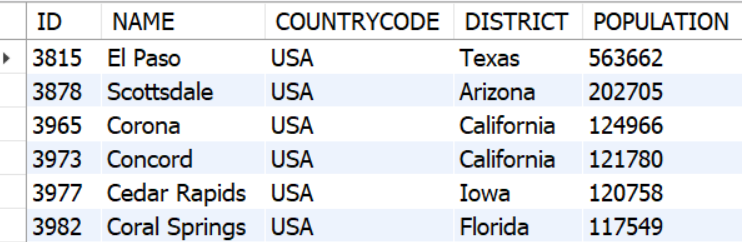 ID NAME COUNTRYCODE DISTRICT POPULATION
3815 El Paso USA Texas 563662
3878 Scottsdale USA Arizona 202705
3965 Corona USA California 124966
3973 Concord USA California 121780
3977 Cedar Rapids USA Iowa 120758
3982 Coral Springs USA Florida 117549